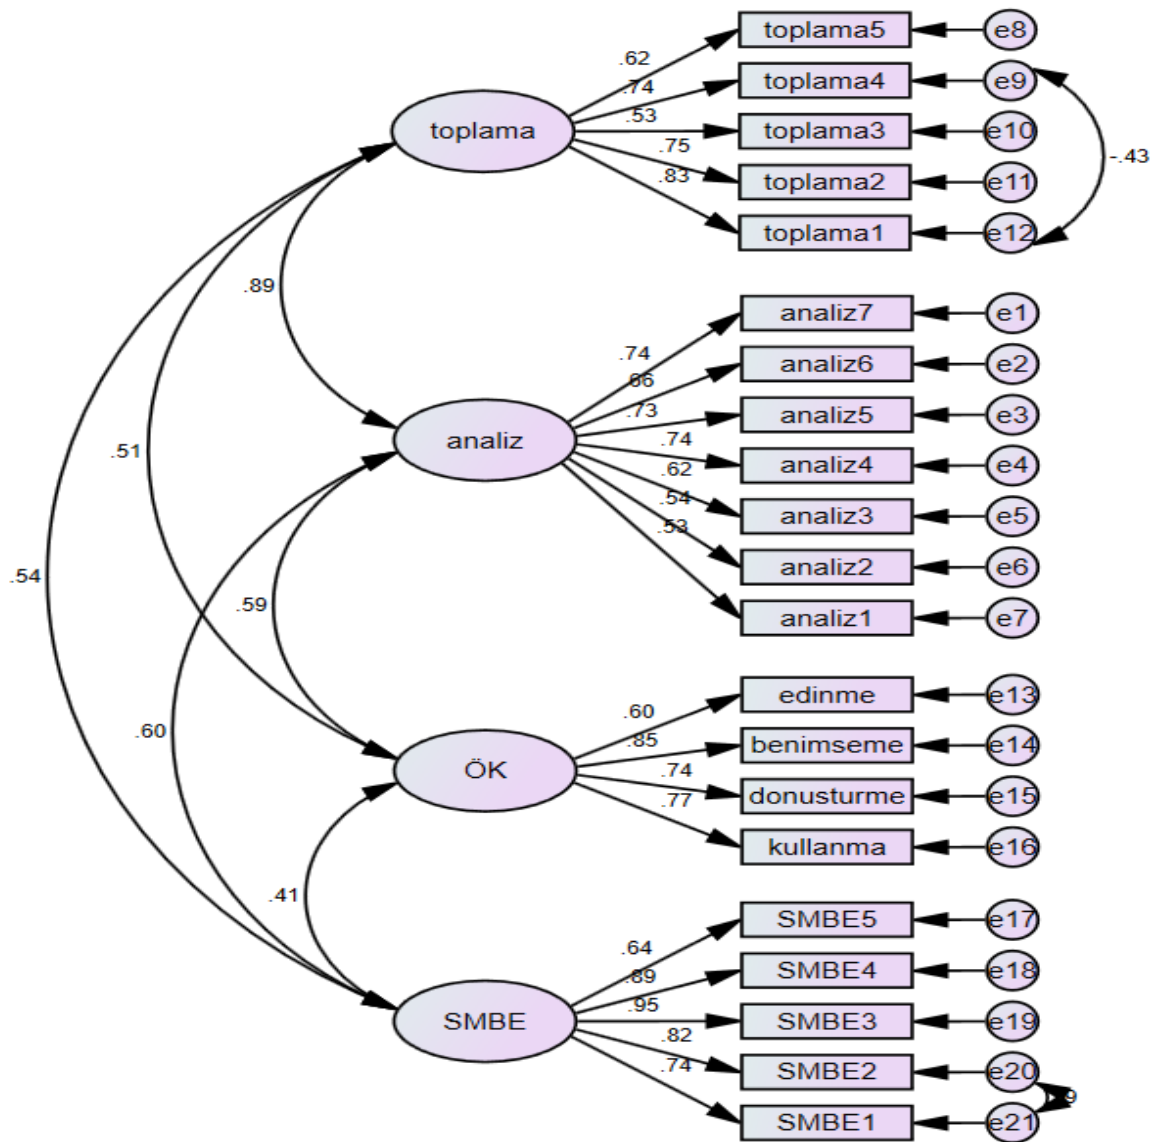 toplama5
e8
.62
toplama4
e9
.74
toplama
toplama3
e10
.53
-.43
.75
toplama2
e11
.83
toplama1
e12
.89
analiz7
e1
.74
analiz6
e2
.66
analiz5
e3
.73
analiz
.51
analiz4
e4
.74
.62
analiz3
e5
.54
.53
analiz2
e6
.54
.59
analiz1
e7
edinme
e13
.60
.60
benimseme
e14
.85
ÖK
.74
donusturme
e15
.77
kullanma
e16
.41
SMBE5
e17
.64
SMBE4
e18
.89
.95
SMBE
SMBE3
e19
.82
SMBE2
e20
.74
SMBE1
e21